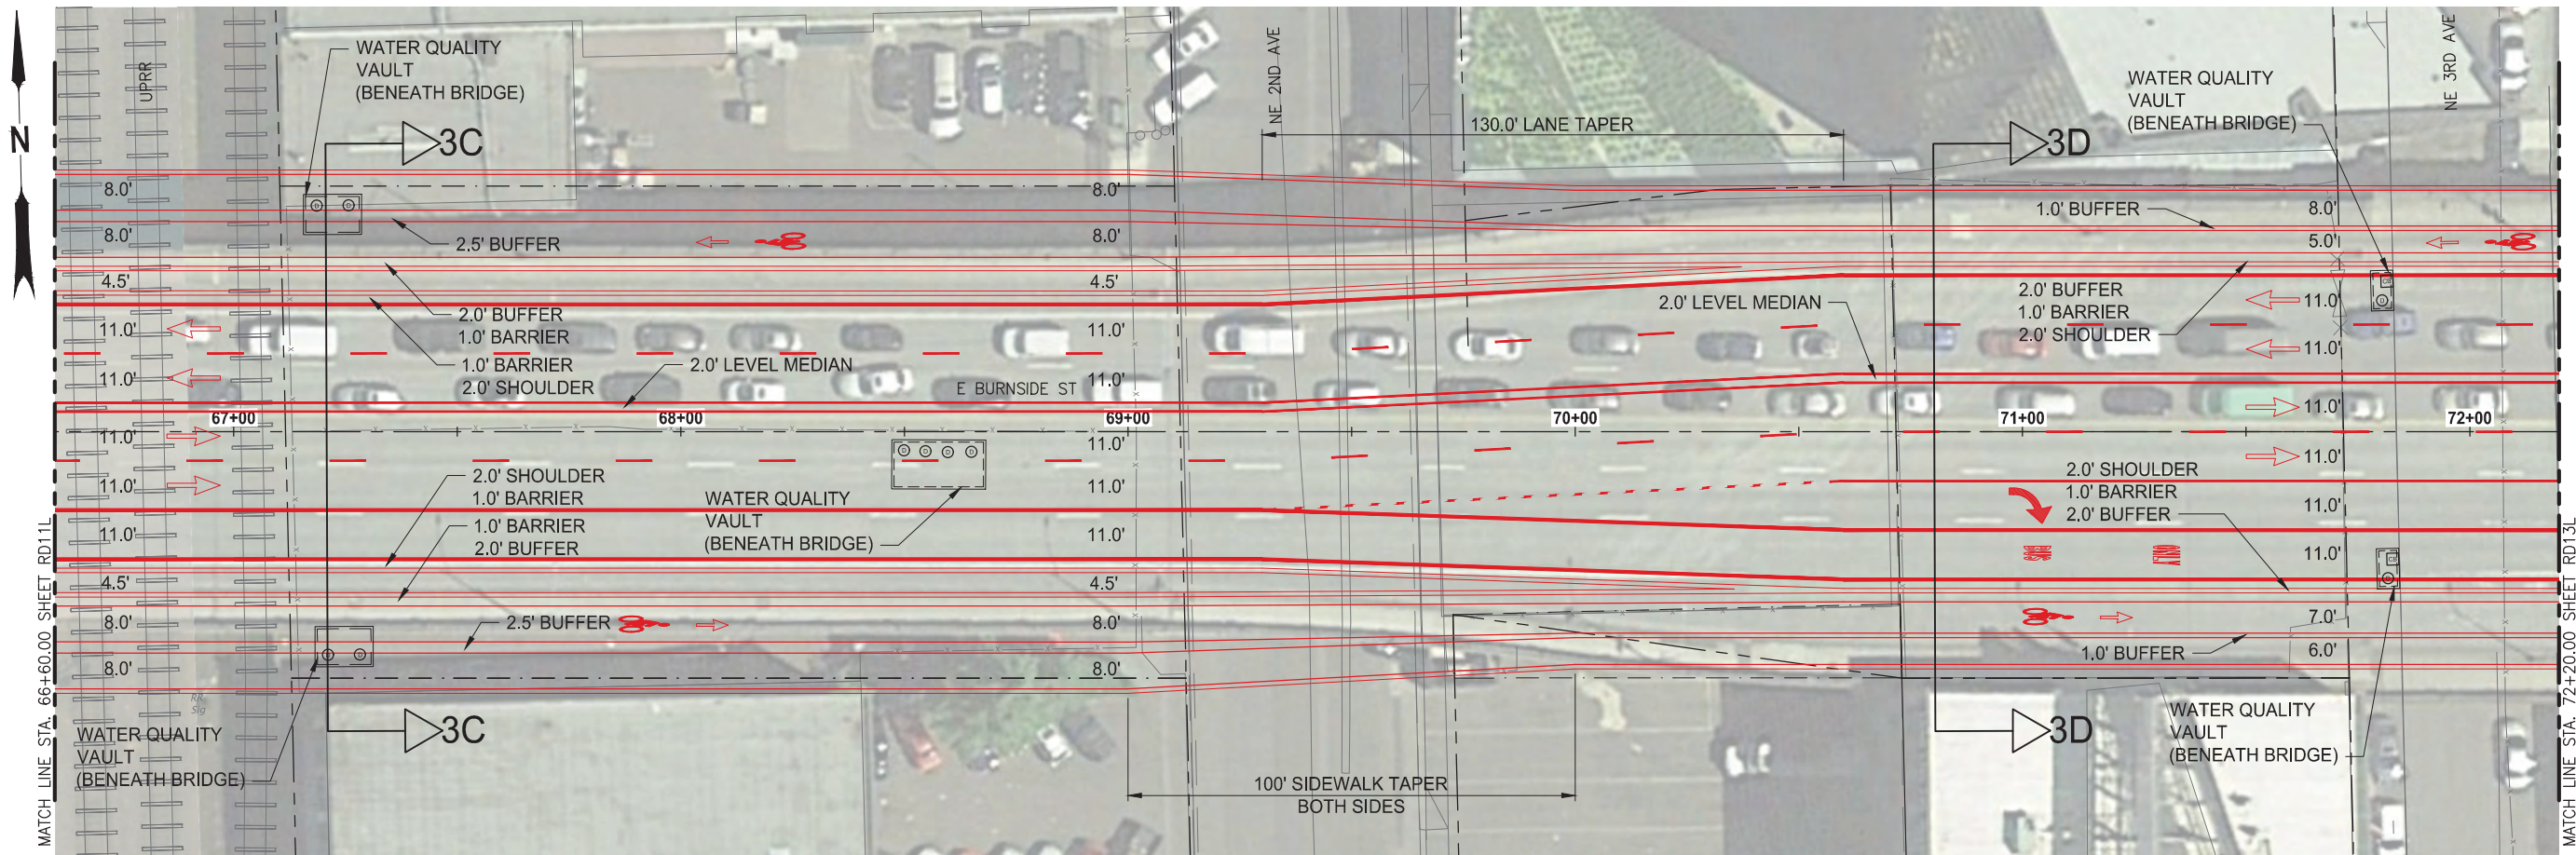 N
MATCH LINE STA. 66+60.00 SHEET RD11L
UPRR
WATER QUALITY
VAULT
(BENEATH BRIDGE)
3C
8.0'
8.0'
4.5'
11.0'
11.0'
11.0'
11.0'
11.0'
4.5'
8.0'
8.0'
2.5' BUFFER
2.0' BUFFER
1.0' BARRIER
1.0' BARRIER
2.0' SHOULDER
2.0' LEVEL MEDIAN
67+00
68+00
69+00
70+00
71+00
72+00
E BURNSIDE ST
2.0' SHOULDER
1.0' BARRIER
1.0' BARRIER
2.0' BUFFER
2.5' BUFFER
WATER QUALITY
VAULT
(BENEATH BRIDGE)
WATER QUALITY
VAULT
(BENEATH BRIDGE)
3C
8.0'
8.0'
4.5'
11.0'
11.0'
11.0'
11.0'
11.0'
4.5'
8.0'
8.0'
NE 2ND AVE
130.0' LANE TAPER
2.0' LEVEL MEDIAN
100' SIDEWALK TAPER
BOTH SIDES
3D
WATER QUALITY
VAULT
(BENEATH BRIDGE)
NE 3RD AVE
1.0' BUFFER
8.0'
5.0'
2.0' BUFFER
1.0' BARRIER
2.0' SHOULDER
11.0'
11.0'
11.0'
11.0'
11.0'
11.0'
7.0'
6.0'
2.0' SHOULDER
1.0' BARRIER
2.0' BUFFER
1.0' BUFFER
3D
WATER QUALITY
VAULT
(BENEATH BRIDGE)
MATCH LINE STA. 72+20.00 SHEET RD13L